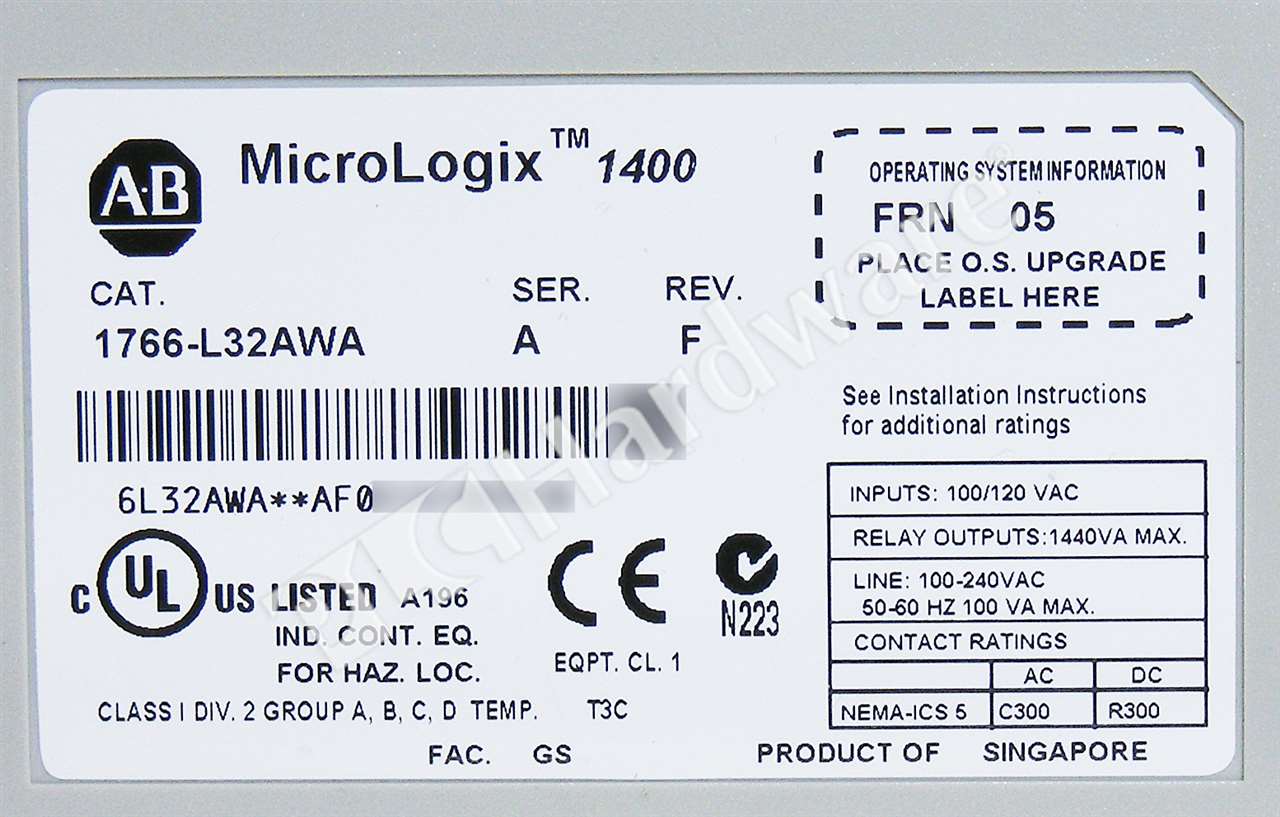 A·B
MicroLogix™ 1400
CAT. SER. REV.
1766-L32AWA A F
OPERATING SYSTEM INFORMATION
FRN 05
PLACE O.S. UPGRADE
LABEL HERE
6L32AWA**AF0
See Installation Instructions
for additional ratings
INPUTS: 100/120 VAC
RELAY OUTPUTS:1440VA MAX.
LINE: 100-240VAC
50-60 HZ 100 VA MAX.
CONTACT RATINGS
AC DC
NEMA-ICS 5 C300 R300
C UL US LISTED A196
IND. CONT. EQ.
FOR HAZ. LOC.
CE
EQPT. CL. 1
N223
CLASS I DIV. 2 GROUP A, B, C, D TEMP. T3C
FAC. GS
PRODUCT OF SINGAPORE
PLCHardware®